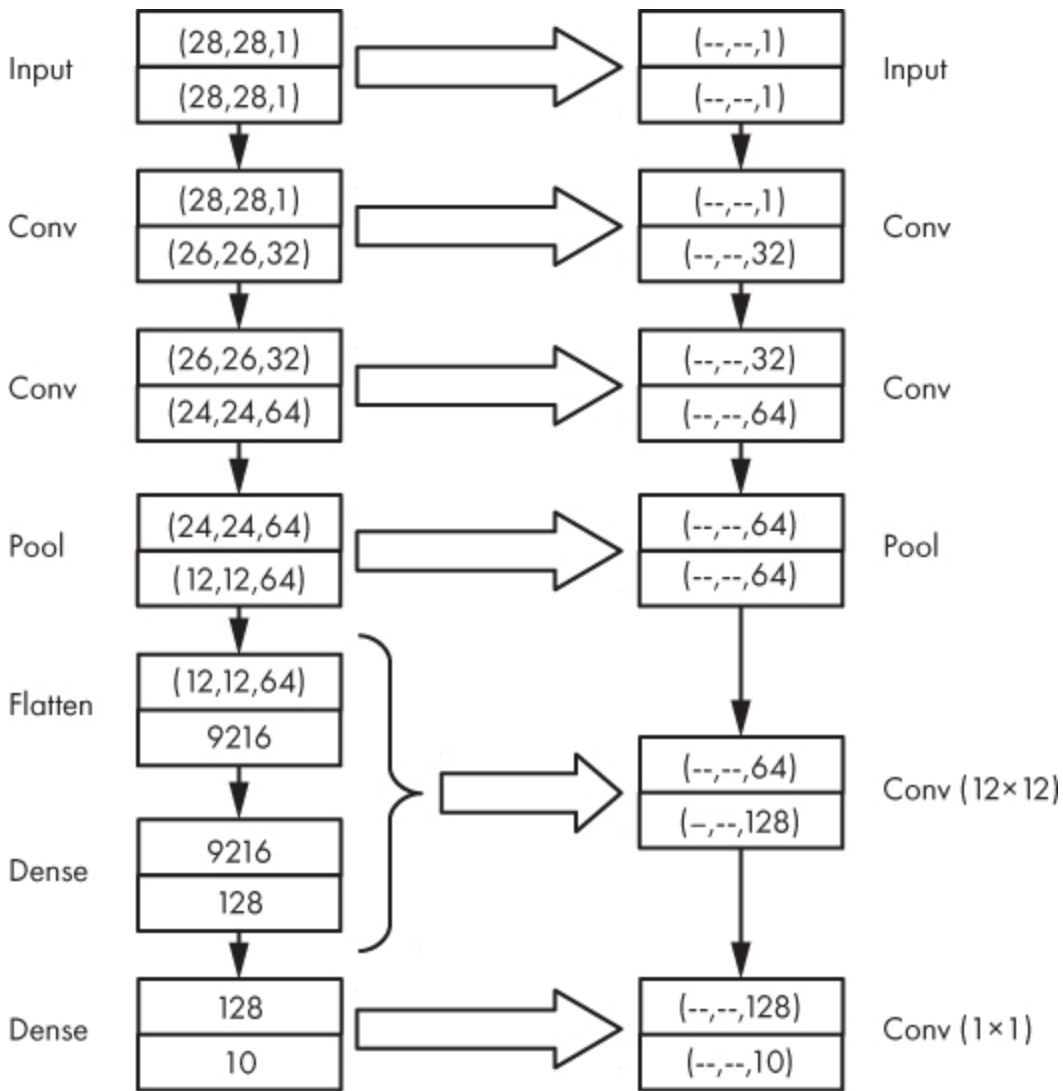 Input (28,28,1) (--,--,1) Input
(28,28,1) (--,--,1)
(28,28,1) (--,--,1)
Conv (26,26,32) (--,--,32) Conv
(26,26,32) (--,--,32)
Conv (24,24,64) (--,--,64) Conv
(24,24,64) (--,--,64)
Pool (12,12,64) (--,--,64) Pool
(12,12,64)
Flatten 9216
(--,--,64)
Conv (12×12)
(–,--,128)
9216
Dense 128
128 (--,--,128)
Dense 10 (--,--,10) Conv (1×1)